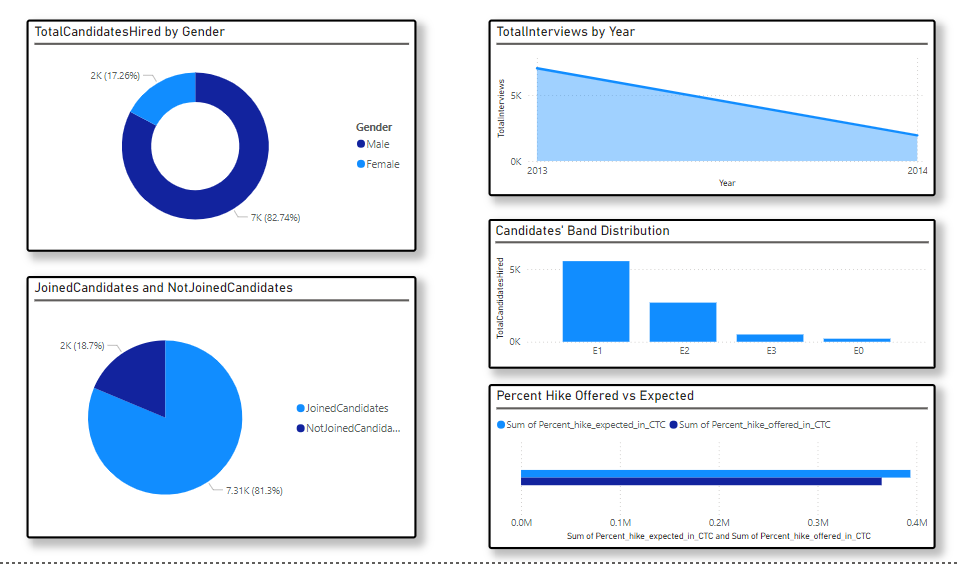 TotalCandidatesHired by Gender
2K (17.26%)
Gender
Male
Female
7K (82.74%)
JoinedCandidates and NotJoinedCandidates
2K (18.7%)
JoinedCandidates
NotJoinedCandida...
7.31K (81.3%)
TotalInterviews by Year
TotalInterviews
5K
0K
2013
2014
Year
Candidates' Band Distribution
TotalCandidatesHired
5K
0K
E1
E2
E3
E0
Percent Hike Offered vs Expected
Sum of Percent_hike_expected_in_CTC Sum of Percent_hike_offered_in_CTC
0.0M 0.1M 0.2M 0.3M 0.4M
Sum of Percent_hike_expected_in_CTC and Sum of Percent_hike_offered_in_CTC